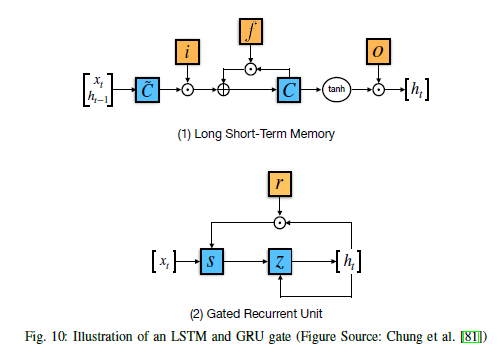 f
i
o
x_t
h_{t-1}
C̃
C
tanh
h_t
(1) Long Short-Term Memory
r
x_t
s
z
h_t
(2) Gated Recurrent Unit
Fig. 10: Illustration of an LSTM and GRU gate (Figure Source: Chung et al. [81])